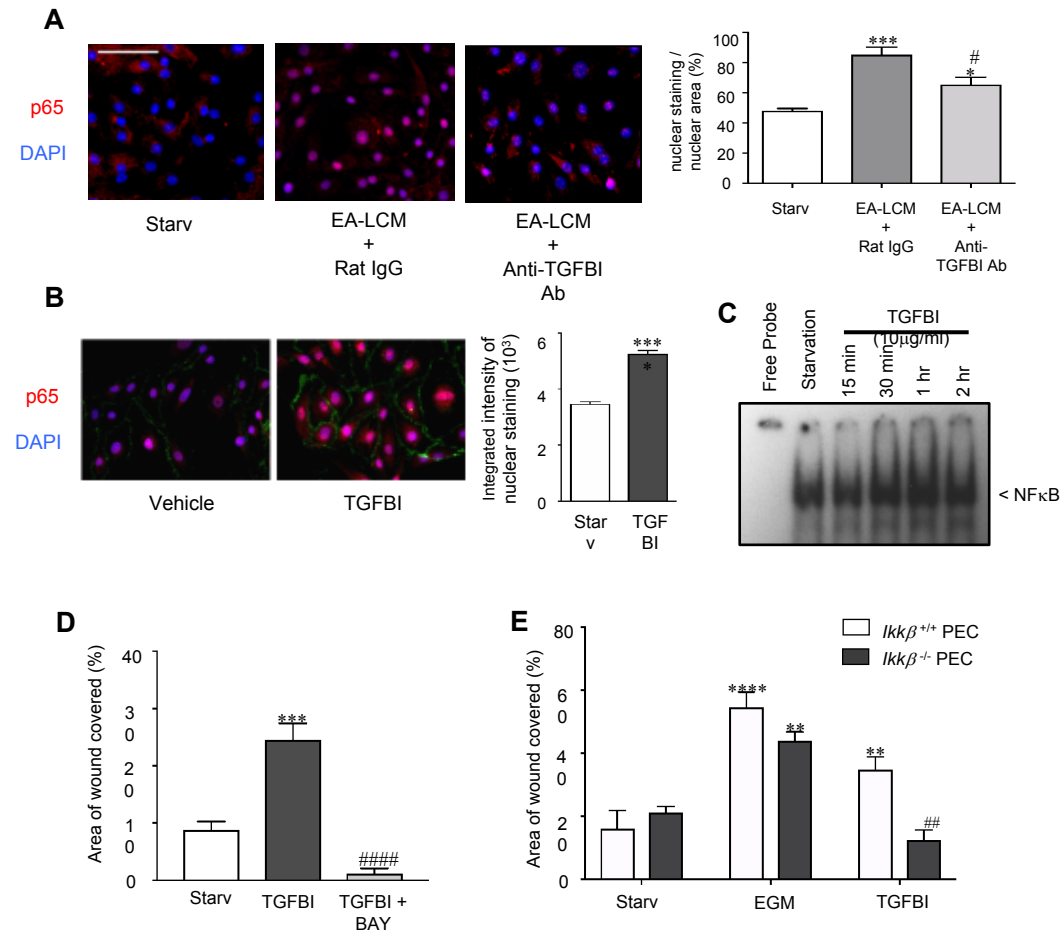 A
p65
DAPI
Starv
EA-LCM
+
Rat IgG
EA-LCM
+
Anti-TGFBI
Ab
nuclear staining /
nuclear area (%)
100
80
60
40
20
0
***
#
*
Starv
EA-LCM
+
Rat IgG
EA-LCM
+
Anti-
TGFBI Ab
B
p65
DAPI
Vehicle
TGFBI
Integrated intensity of
nuclear staining (10³)
6
4
2
0
***
*
Star
v
TGF
BI
C
Free Probe
Starvation
TGFBI
(10µg/ml)
15 min
30 min
1 hr
2 hr
< NFκB
D
Area of wound covered (%)
40
3
0
2
0
1
0
0
***
####
Starv
TGFBI
TGFBI +
BAY
E
Area of wound covered (%)
80
6
0
4
0
2
0
0
Ikkβ +/+ PEC
Ikkβ -/- PEC
****
**
**
##
Starv
EGM
TGFBI